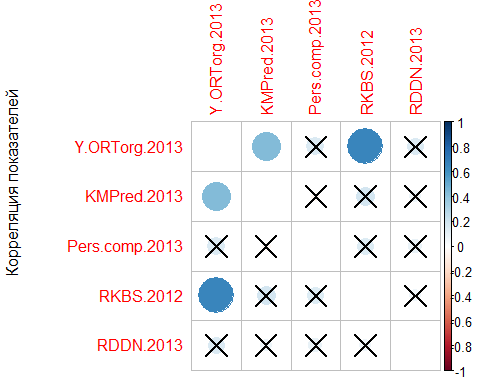 Y.ORTorg.2013
KMPred.2013
Pers.comp.2013
RKBS.2012
RDDN.2013
Корреляция показателей
Y.ORTorg.2013
KMPred.2013
Pers.comp.2013
RKBS.2012
RDDN.2013
1
0.8
0.6
0.4
0.2
0
-0.2
-0.4
-0.6
-0.8
-1